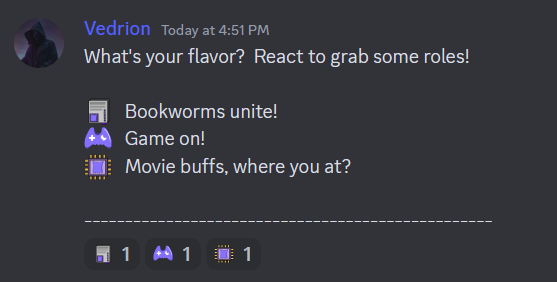 Vedrion Today at 4:51 PM
What's your flavor? React to grab some roles!
Bookworms unite!
Game on!
Movie buffs, where you at?
__________________________________________________
1 1 1